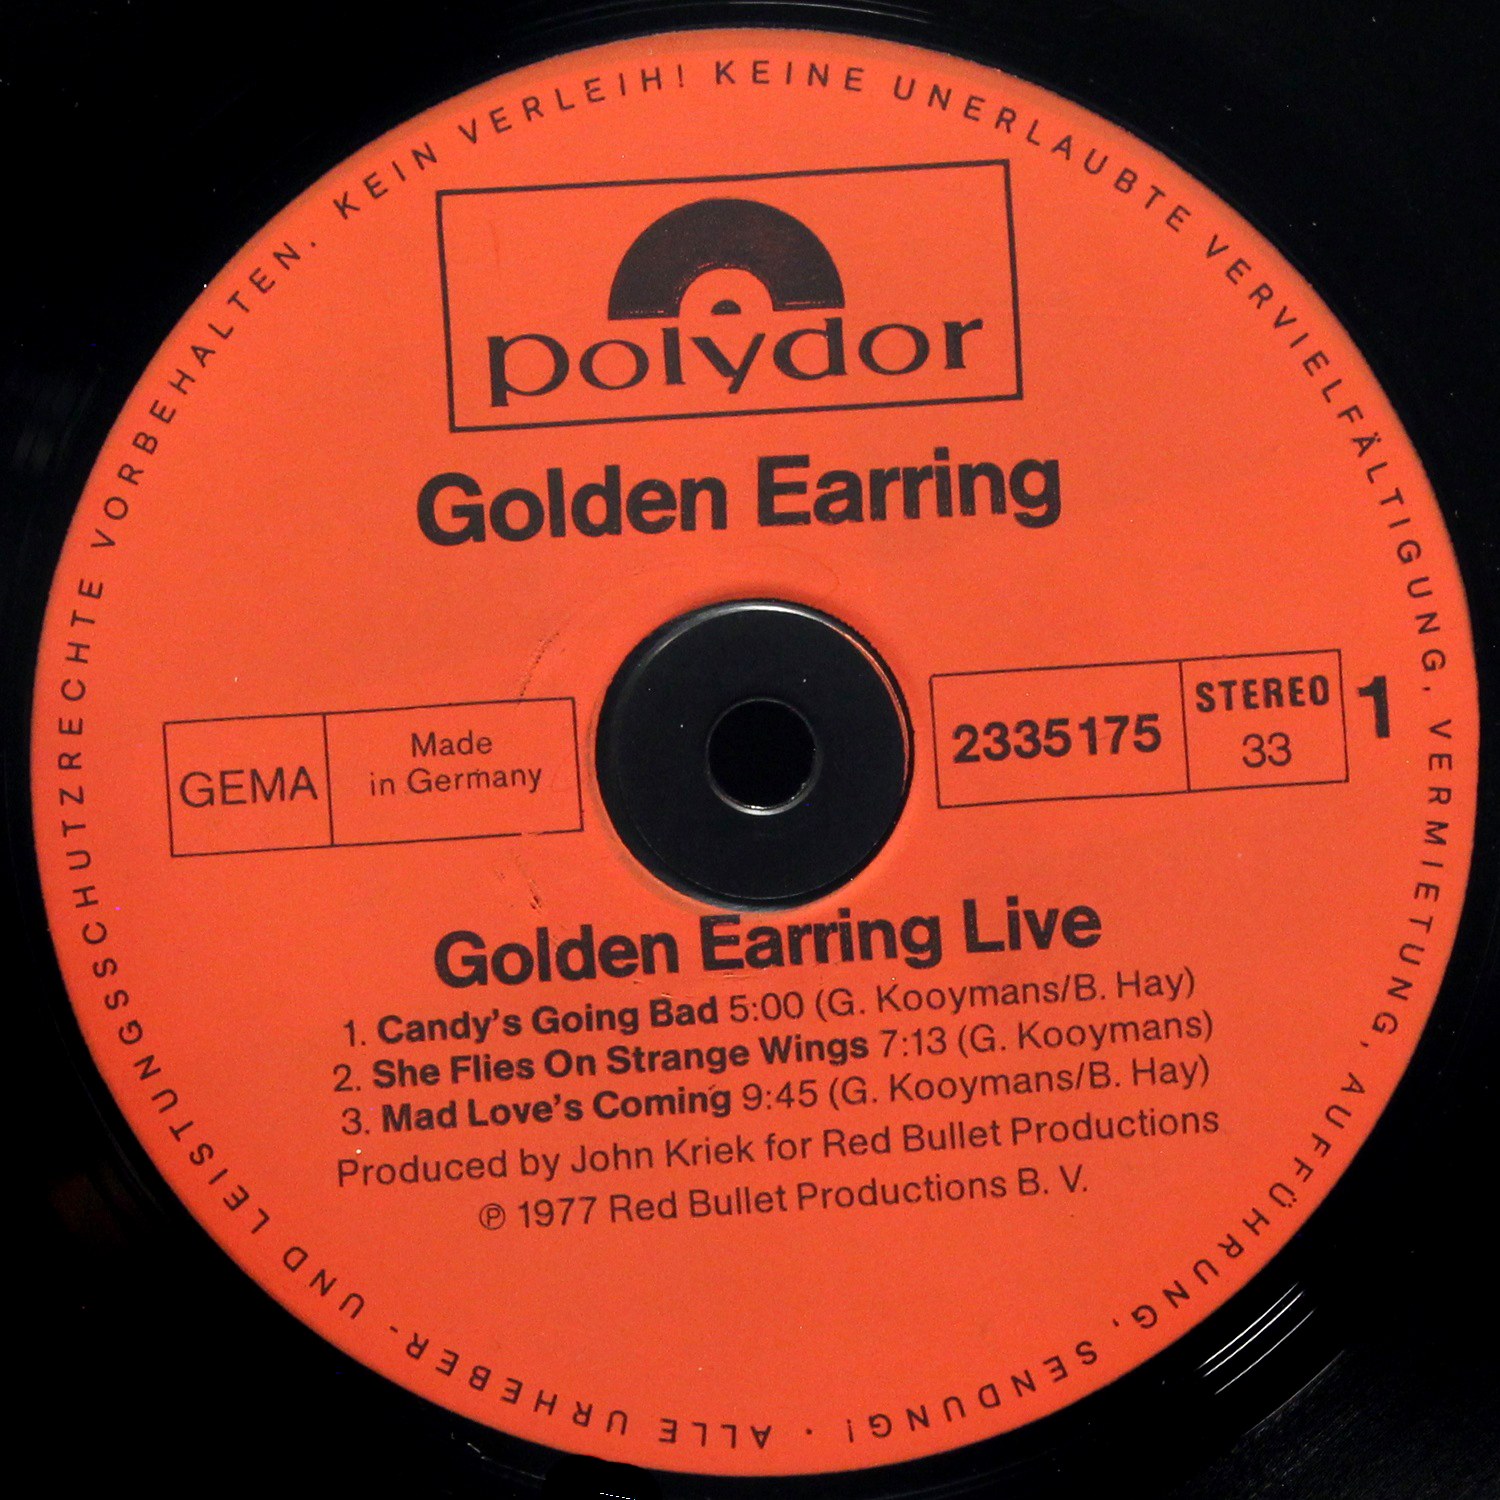 ALLE URHEBER- UND LEISTUNGSSCHUTZRECHTE VORBEHALTEN. KEIN VERLEIH! KEINE UNERLAUBTE VERVIELFÄLTIGUNG, VERMIETUNG, AUFFÜHRUNG, SENDUNG! ·
polydor
Golden Earring
GEMA
Made
in Germany
2335175
STEREO
33
1
Golden Earring Live
1. Candy's Going Bad 5:00 (G. Kooymans/B. Hay)
2. She Flies On Strange Wings 7:13 (G. Kooymans)
3. Mad Love's Coming 9:45 (G. Kooymans/B. Hay)
Produced by John Kriek for Red Bullet Productions
℗ 1977 Red Bullet Productions B. V.